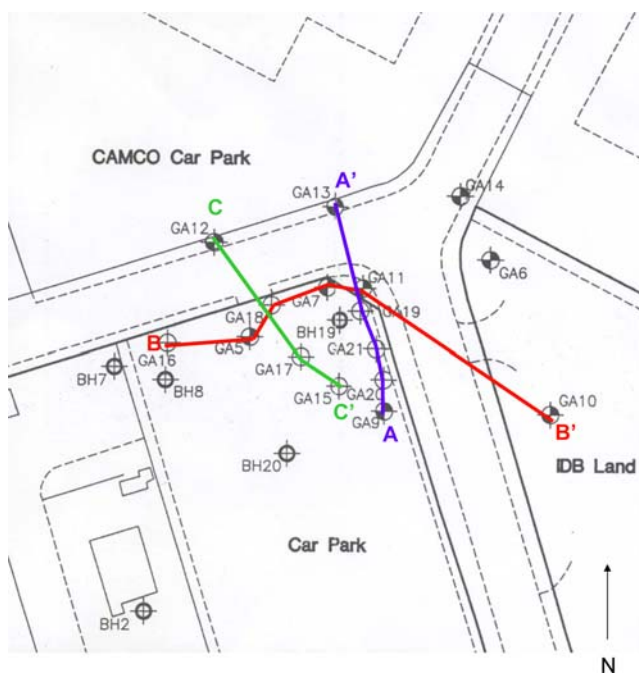 CAMCO Car Park
A'
GA13
GA14
C
GA12
GA6
GA11
GA7
GA19
GA18
BH19
B
GA5
GA16
GA21
GA17
BH7
BH8
GA15
GA20
C'
GA9
A
GA10
B'
BH20
IDB Land
Car Park
BH2
N